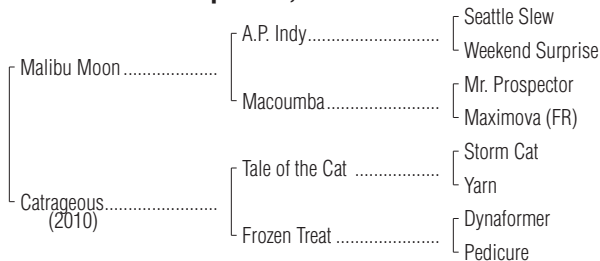 Seattle Slew
A.P. Indy
Weekend Surprise
Malibu Moon
Mr. Prospector
Macoumba
Maximova (FR)
Storm Cat
Tale of the Cat
Yarn
Catrageous
(2010)
Dynaformer
Frozen Treat
Pedicure